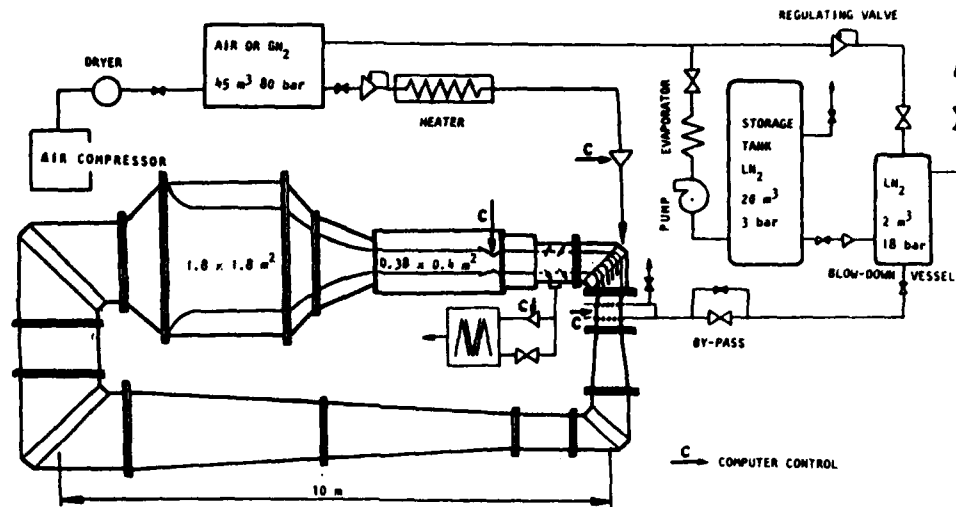 REGULATING VALVE
AIR OR GN2
45 m3 80 bar
DRYER
HEATER
AIR COMPRESSOR
EVAPORATOR
PUMP
STORAGE
TANK
LN2
20 m3
3 bar
LN2
2 m3
18 bar
BLOW-DOWN VESSEL
C
C
1.8 x 1.8 m2
0.38 x 0.4 m2
C
C
BY-PASS
C
COMPUTER CONTROL
10 m